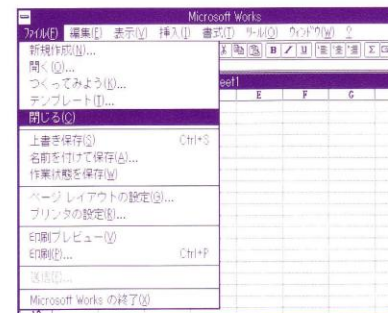 Microsoft Works
ファイル(F) 編集(E) 表示(V) 挿入(I) 書式(T) ツール(O) ウィンドウ(W) ?
新規作成(N)...
開く(O)...
つくってみよう(K)...
テンプレート(T)...
閉じる(C)
上書き保存(S) Ctrl+S
名前を付けて保存(A)...
作業状態を保存(W)
ページ レイアウトの設定(G)...
プリンタの設定(R)...
印刷プレビュー(V)
印刷(P)... Ctrl+P
Microsoft Works の終了(X)
B I U Σ
eet1
E F G